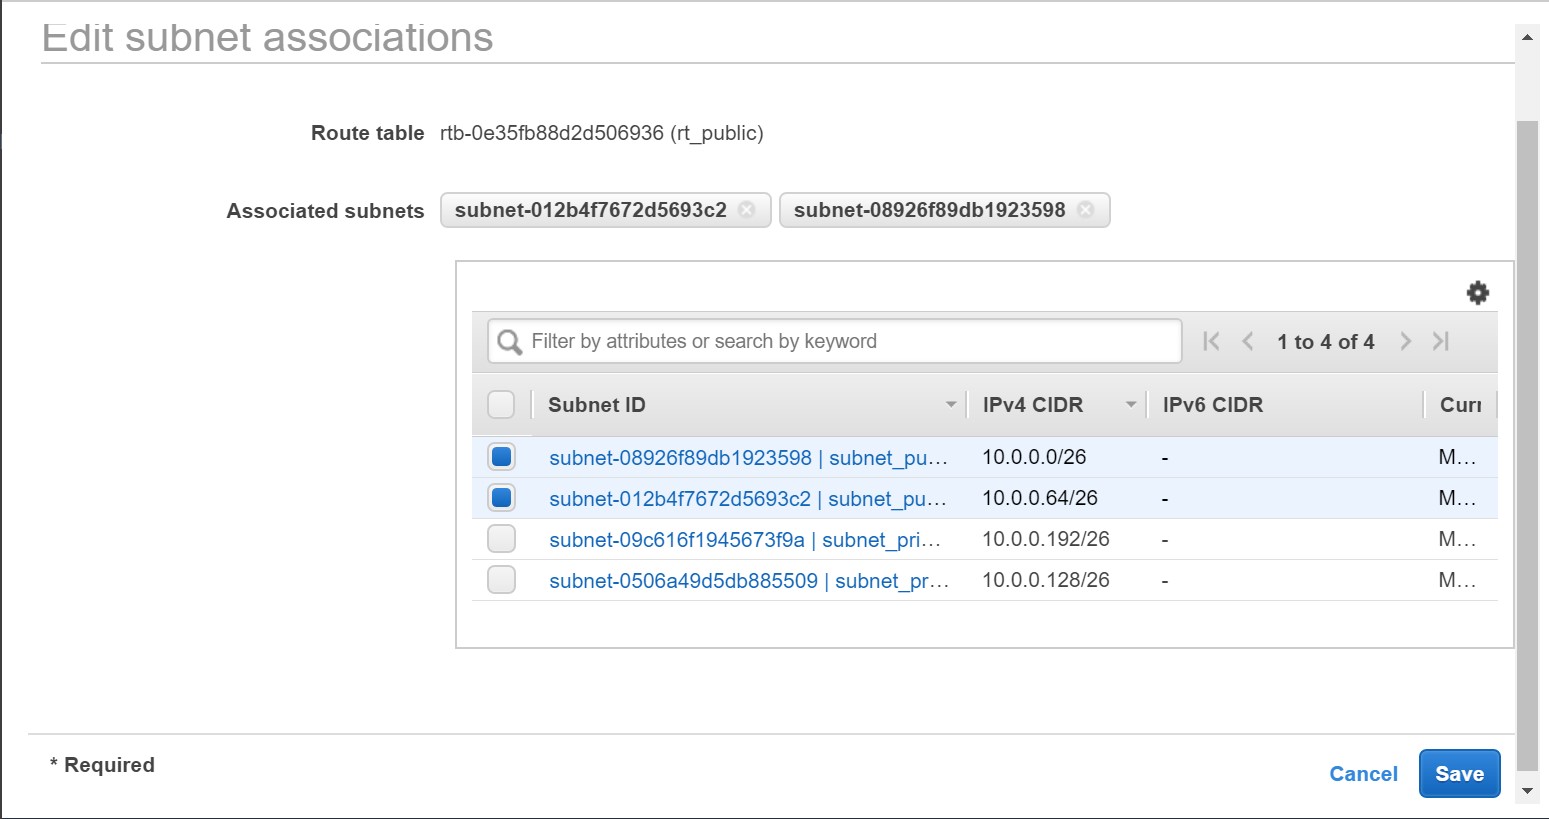 Edit subnet associations
Route table rtb-0e35fb88d2d506936 (rt_public)
Associated subnets subnet-012b4f7672d5693c2 subnet-08926f89db1923598
Filter by attributes or search by keyword 1 to 4 of 4
Subnet ID IPv4 CIDR IPv6 CIDR Curr
subnet-08926f89db1923598 | subnet_pu... 10.0.0.0/26 - M...
subnet-012b4f7672d5693c2 | subnet_pu... 10.0.0.64/26 - M...
subnet-09c616f1945673f9a | subnet_pri... 10.0.0.192/26 - M...
subnet-0506a49d5db885509 | subnet_pr... 10.0.0.128/26 - M...
* Required Cancel Save